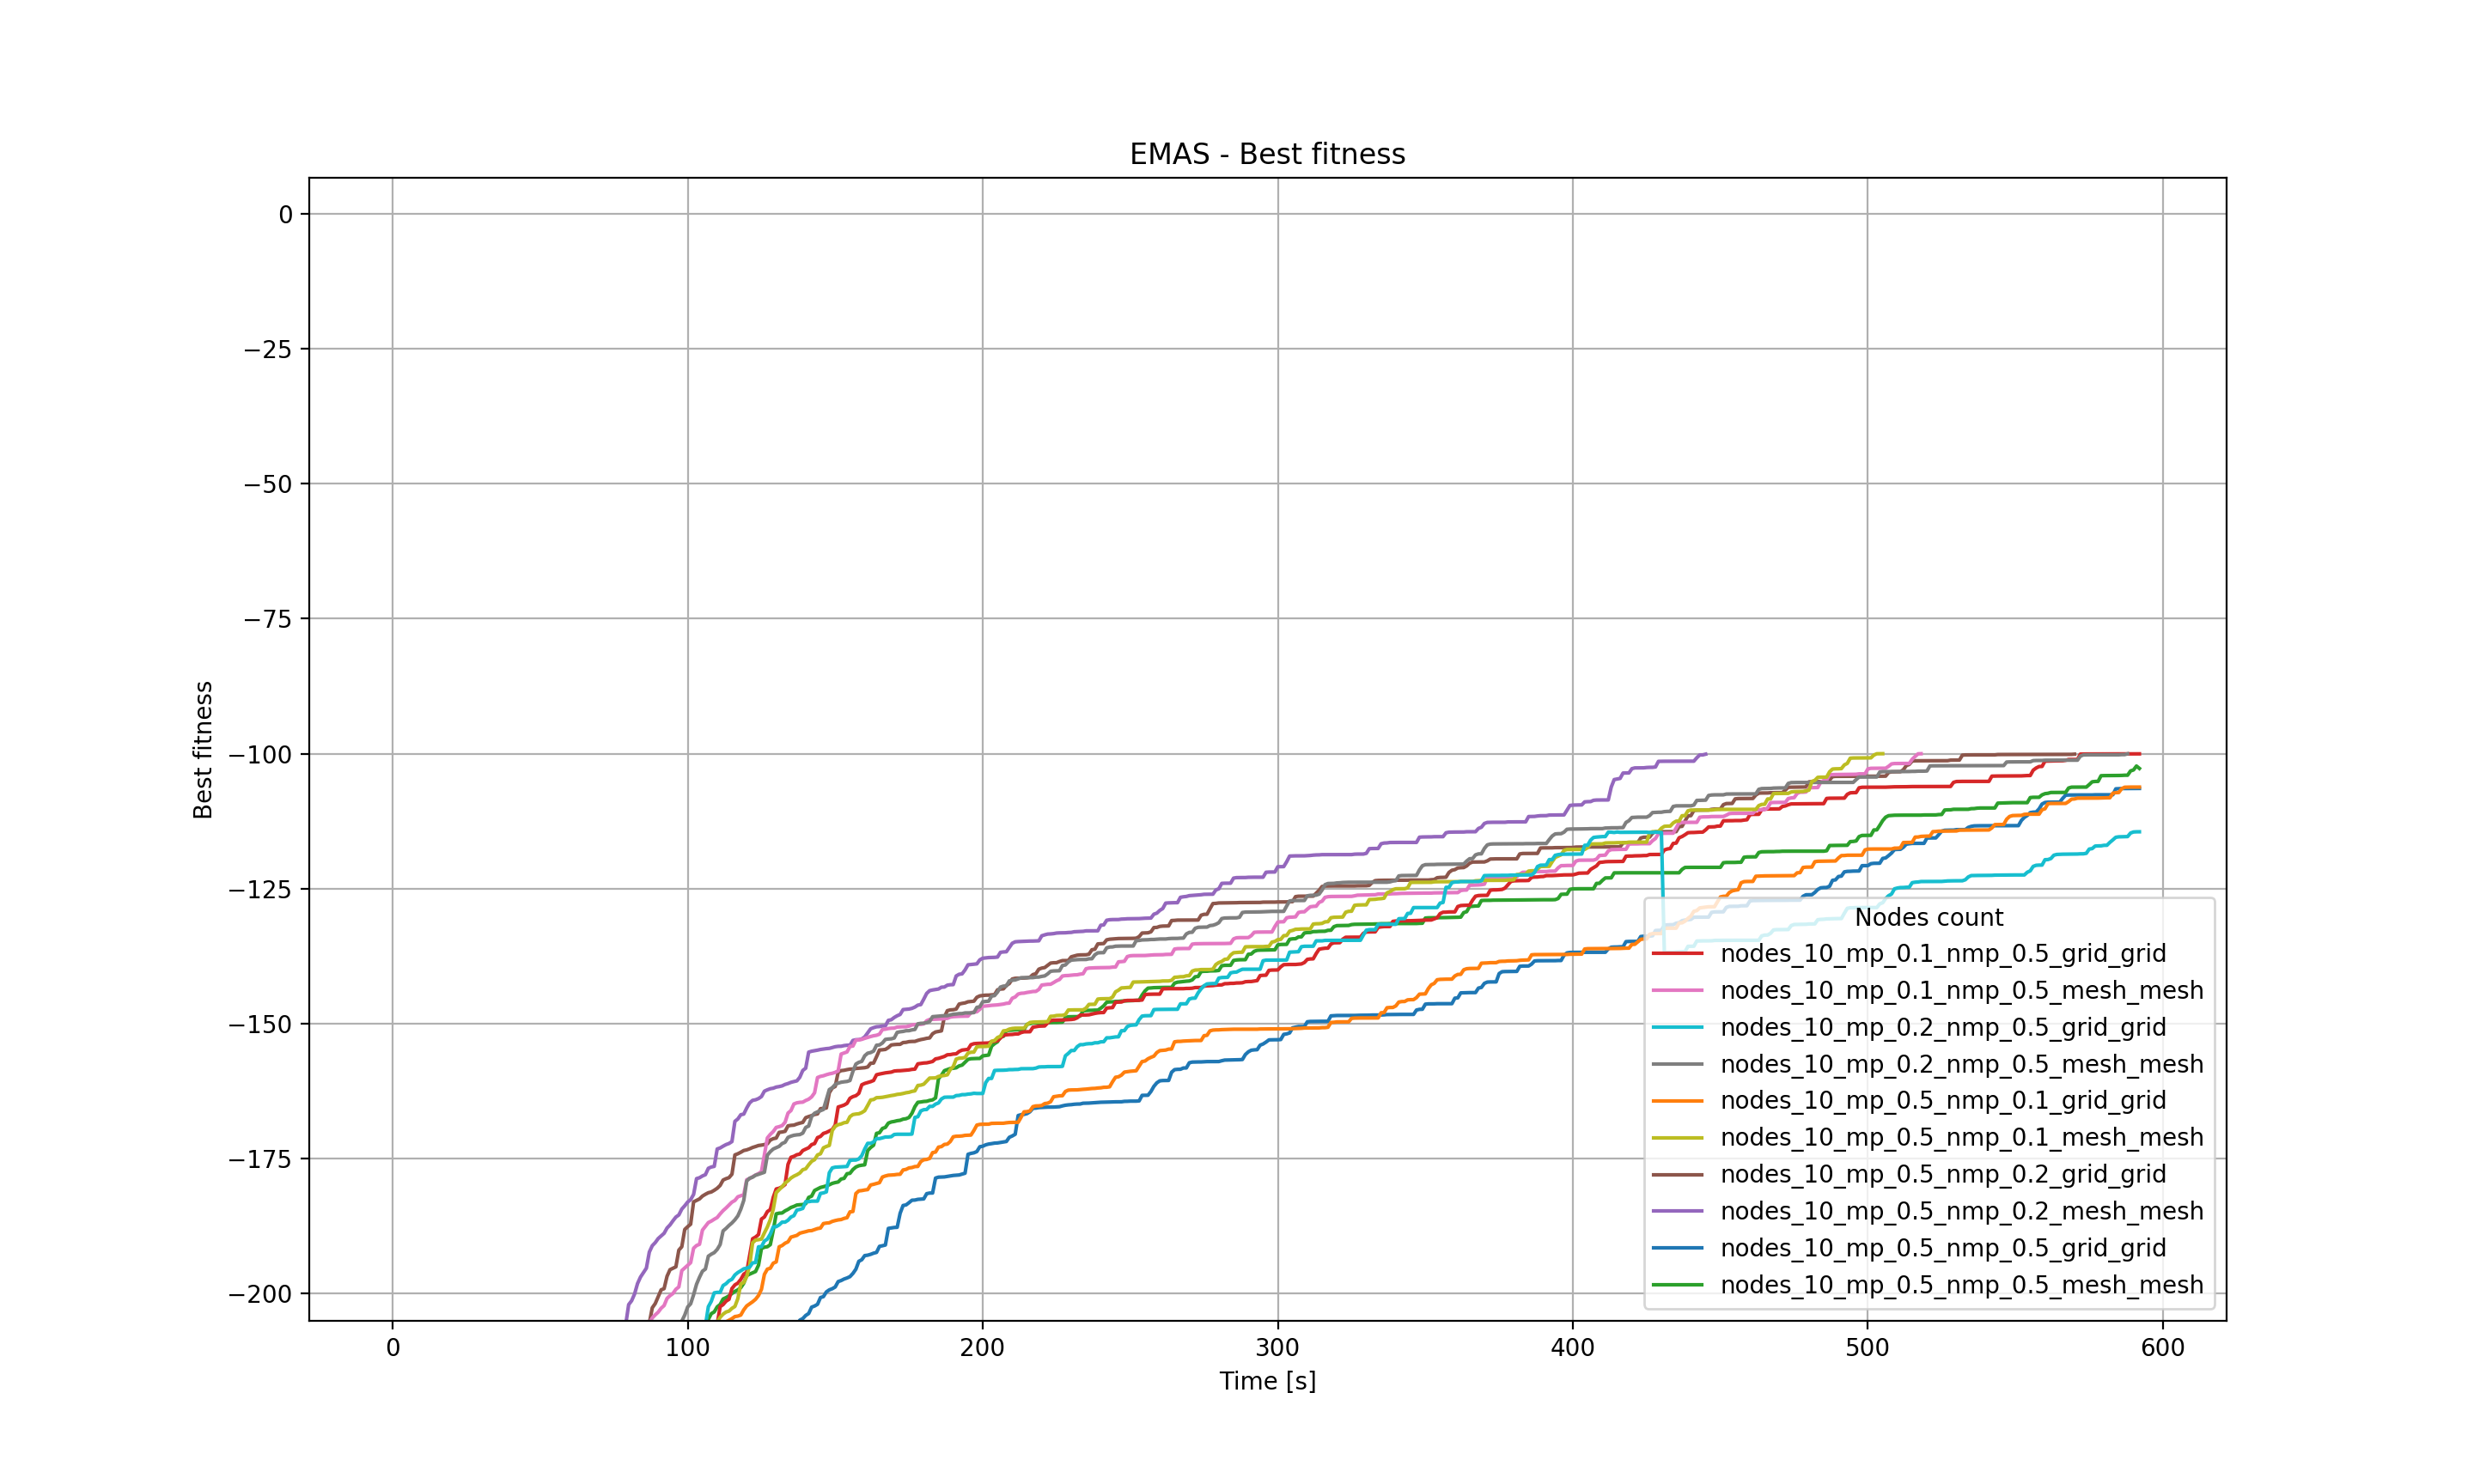 EMAS - Best fitness
Best fitness
0
−25
−50
−75
−100
−125
−150
−175
−200
0 100 200 300 400 500 600
Time [s]
Nodes count
nodes_10_mp_0.1_nmp_0.5_grid_grid
nodes_10_mp_0.1_nmp_0.5_mesh_mesh
nodes_10_mp_0.2_nmp_0.5_grid_grid
nodes_10_mp_0.2_nmp_0.5_mesh_mesh
nodes_10_mp_0.5_nmp_0.1_grid_grid
nodes_10_mp_0.5_nmp_0.1_mesh_mesh
nodes_10_mp_0.5_nmp_0.2_grid_grid
nodes_10_mp_0.5_nmp_0.2_mesh_mesh
nodes_10_mp_0.5_nmp_0.5_grid_grid
nodes_10_mp_0.5_nmp_0.5_mesh_mesh